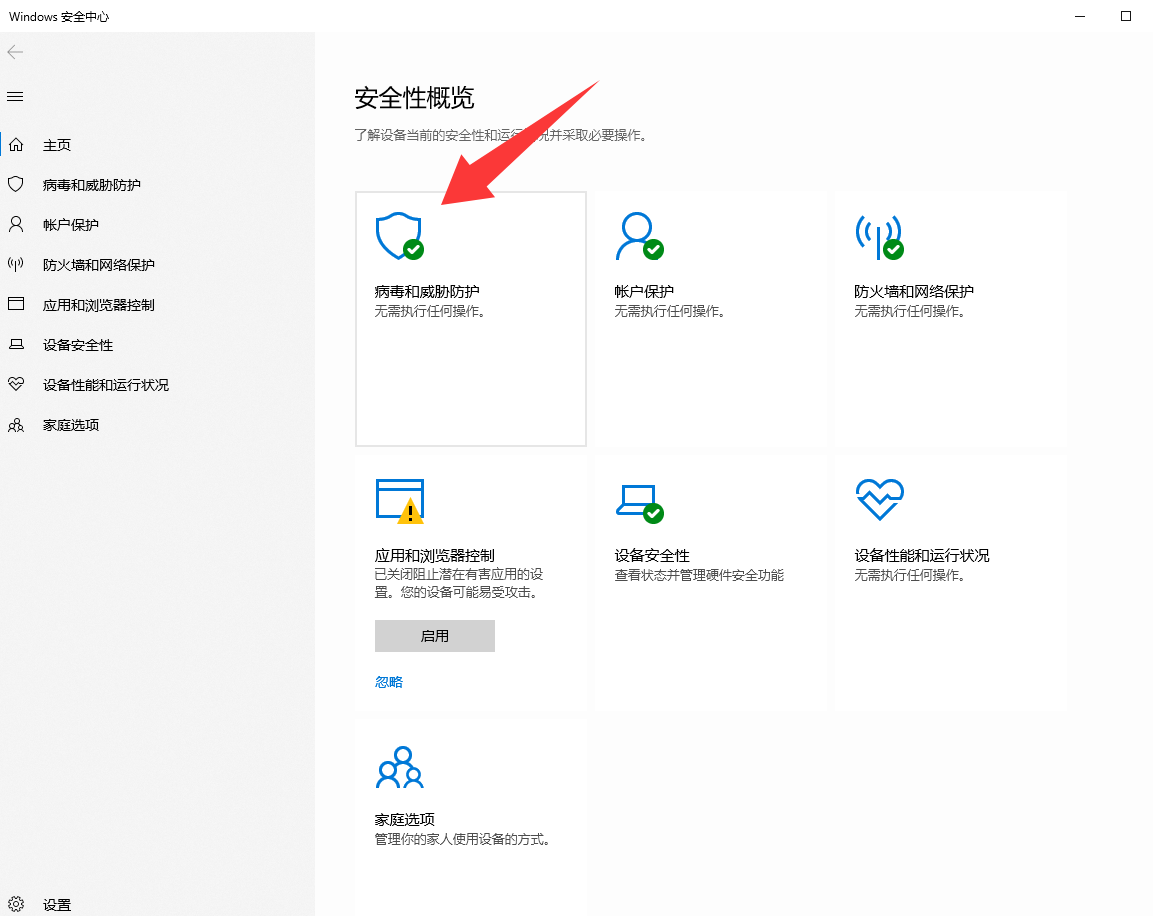 Windows 安全中心
主页
病毒和威胁防护
帐户保护
防火墙和网络保护
应用和浏览器控制
设备安全性
设备性能和运行状况
家庭选项
设置
安全性概览
了解设备当前的安全性和运行状况并采取必要操作。
病毒和威胁防护
无需执行任何操作。
帐户保护
无需执行任何操作。
防火墙和网络保护
无需执行任何操作。
应用和浏览器控制
已关闭阻止潜在有害应用的设
置。您的设备可能易受攻击。
启用
忽略
设备安全性
查看状态并管理硬件安全功能
设备性能和运行状况
无需执行任何操作。
家庭选项
管理你的家人使用设备的方式。